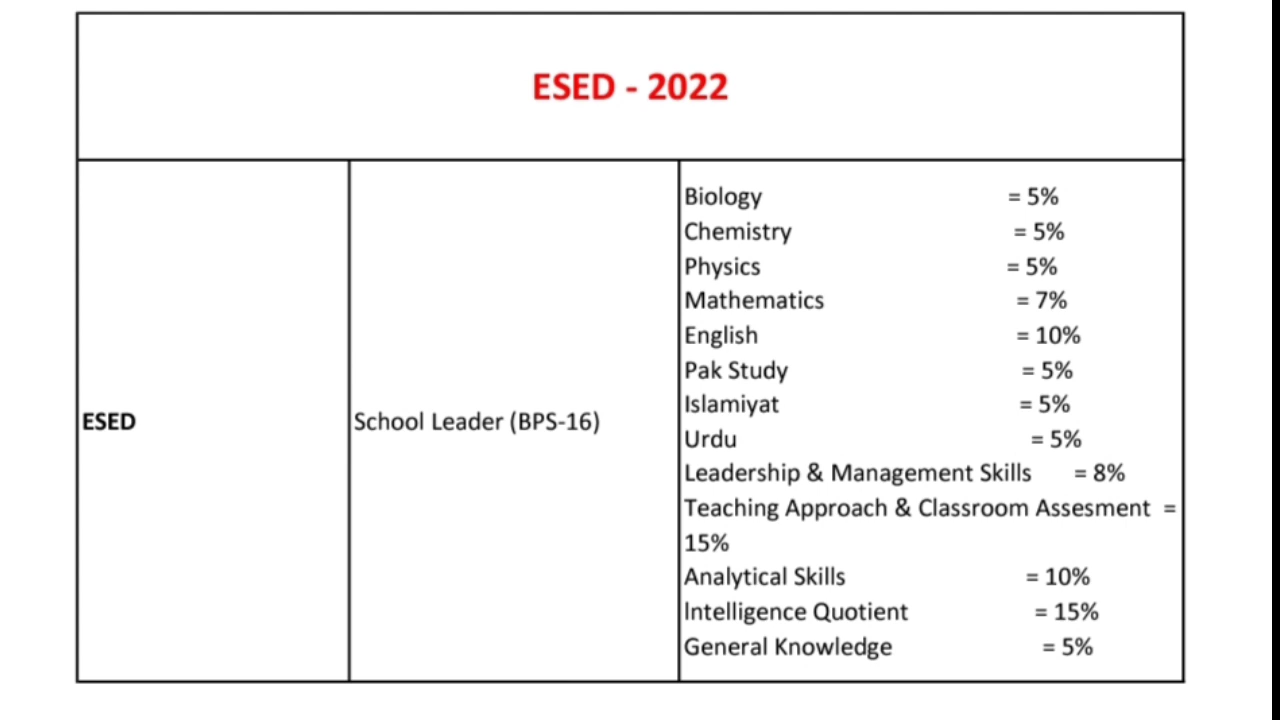 ESED - 2022
ESED
School Leader (BPS-16)
Biology = 5%
Chemistry = 5%
Physics = 5%
Mathematics = 7%
English = 10%
Pak Study = 5%
Islamiyat = 5%
Urdu = 5%
Leadership & Management Skills = 8%
Teaching Approach & Classroom Assesment =
15%
Analytical Skills = 10%
Intelligence Quotient = 15%
General Knowledge = 5%